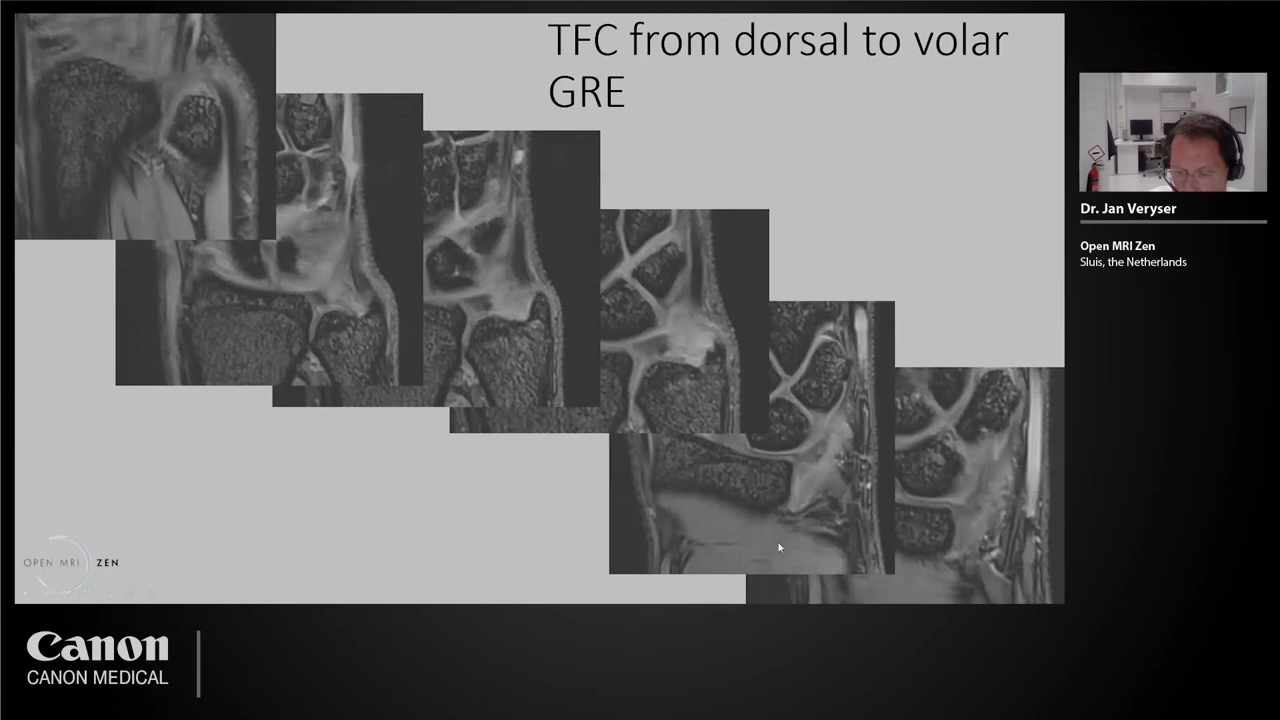 TFC from dorsal to volar
GRE
Dr. Jan Veryser
Open MRI Zen
Sluis, the Netherlands
OPEN MRI ZEN
Canon
CANON MEDICAL